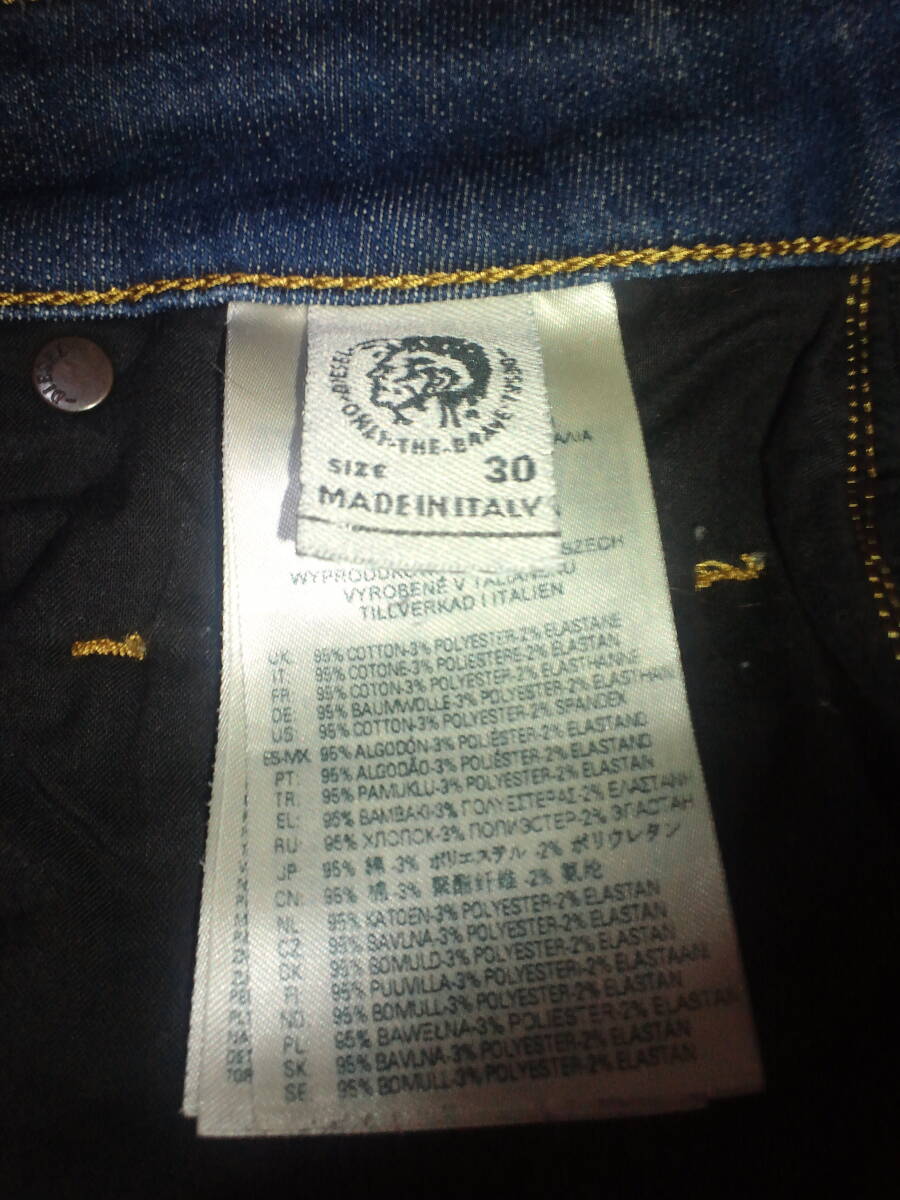 DIESEL
DIESEL
ONLY-THE-BRAVE
SIZE 30
MADE IN ITALY
WYPRODUKO
VYROBENÉ V TALIANSKU
TILLVERKAD I ITALIEN
UK: 95% COTTON-3% POLYESTER-2% ELASTANE
IT: 95% COTONE-3% POLIESTERE-2% ELASTAN
FR: 95% COTON-3% POLYESTER-2% ELASTHANNE
DE: 95% BAUMWOLLE-3% POLYESTER-2% ELASTHAN
US: 95% COTTON-3% POLYESTER-2% SPANDEX
ES-MX: 95% ALGODÓN-3% POLIÉSTER-2% ELASTANO
PT: 95% ALGODÃO-3% POLIÉSTER-2% ELASTANO
TR: 95% PAMUKLU-3% POLYESTER-2% ELASTAN
EL: 95% ΒΑΜΒΑΚΙ-3% ΠΟΛΥΕΣΤΕΡΑΣ-2% ΕΛΑΣΤΑΝΗ
RU: 95% ХЛОПОК-3% ПОЛИЭСТЕР-2% ЭЛАСТАН
JP: 95% 綿 -3% ポリエステル -2% ポリウレタン
CN: 95% 棉 -3% 聚酯纤维 -2% 氨纶
NL: 95% KATOEN-3% POLYESTER-2% ELASTAN
CZ: 95% BAVLNA-3% POLYESTER-2% ELASTAN
DK: 95% BOMULD-3% POLYESTER-2% ELASTAN
FI: 95% PUUVILLA-3% POLYESTERI-2% ELASTAANI
NO: 95% BOMULL-3% POLYESTER-2% ELASTAN
PL: 95% BAWEŁNA-3% POLIESTER-2% ELASTAN
SK: 95% BAVLNA-3% POLYESTER-2% ELASTAN
SE: 95% BOMULL-3% POLYESTER-2% ELASTAN